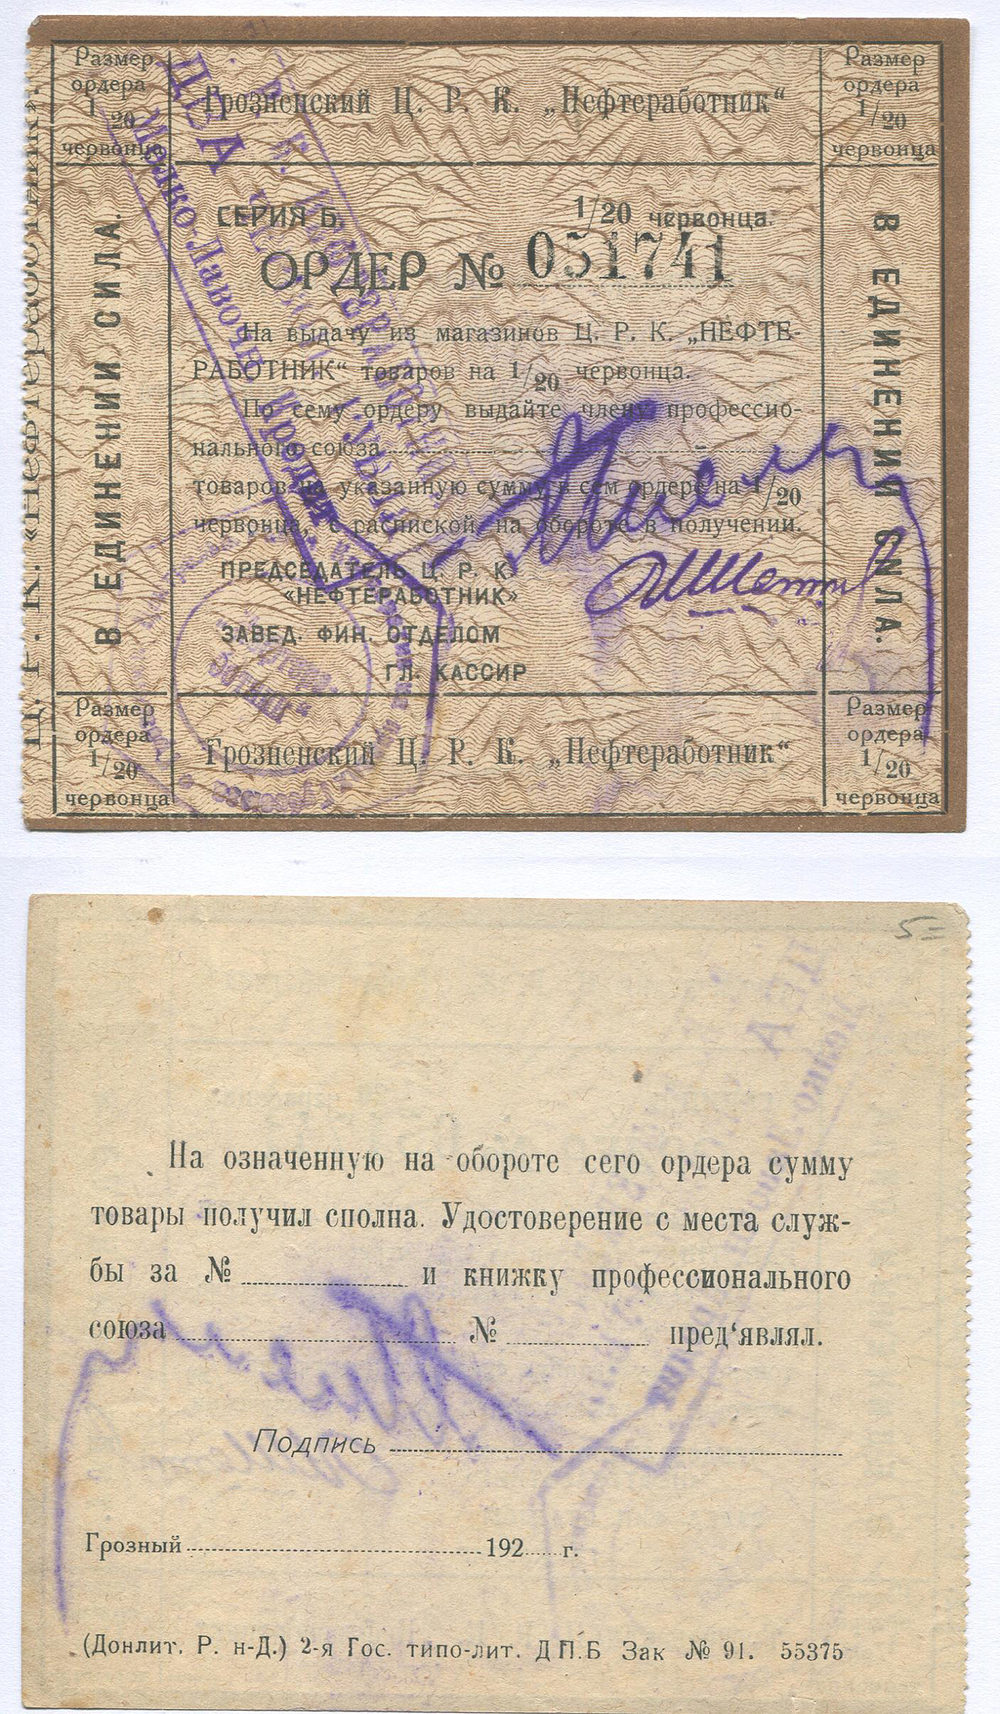 Размер
ордера
1/20
червонца
Грозненский Ц. Р. К. „Нефтеработник“
Размер
ордера
1/20
червонца
Ц. Р. К. «Нефтеработник».
В ЕДИНЕНИИ СИЛА.
СЕРИЯ Б.
1/20 червонца.
ОРДЕР № 051741
На выдачу из магазинов Ц. Р. К. „НЕФТЕ-
РАБОТНИК“ товаров на 1/20 червонца.
По сему ордеру выдайте члену профессио-
нального союза
товаров на указанную сумму в сем ордере на 1/20
червонца, с распиской, на обороте в получении.
ПРЕДСЕДАТЕЛЬ Ц. Р. К.
«НЕФТЕРАБОТНИК»
ЗАВЕД. ФИН. ОТДЕЛОМ
ГЛ. КАССИР
В ЕДИНЕНИИ СИЛА.
Размер
ордера
1/20
червонца
Грозненский Ц. Р. К. „Нефтеработник“
Размер
ордера
1/20
червонца
5=
На означенную на обороте сего ордера сумму
товары получил сполна. Удостоверение с места служ-
бы за № и книжку профессионального
союза № пред‘являл.
Подпись
Грозный 192 г.
(Донлит. Р. н-Д.) 2-я Гос. типо-лит. ДПБ Зак № 91. 55375